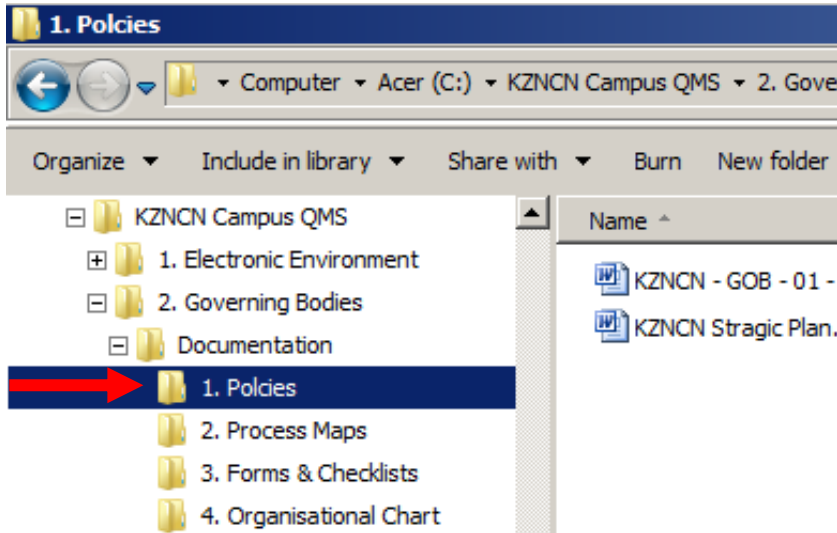 1. Polcies
Computer Acer (C:) KZNCN Campus QMS 2. Gove
Organize Include in library Share with Burn New folder
KZNCN Campus QMS
1. Electronic Environment
2. Governing Bodies
Documentation
1. Polcies
2. Process Maps
3. Forms & Checklists
4. Organisational Chart
Name
KZNCN - GOB - 01 -
KZNCN Stragic Plan.